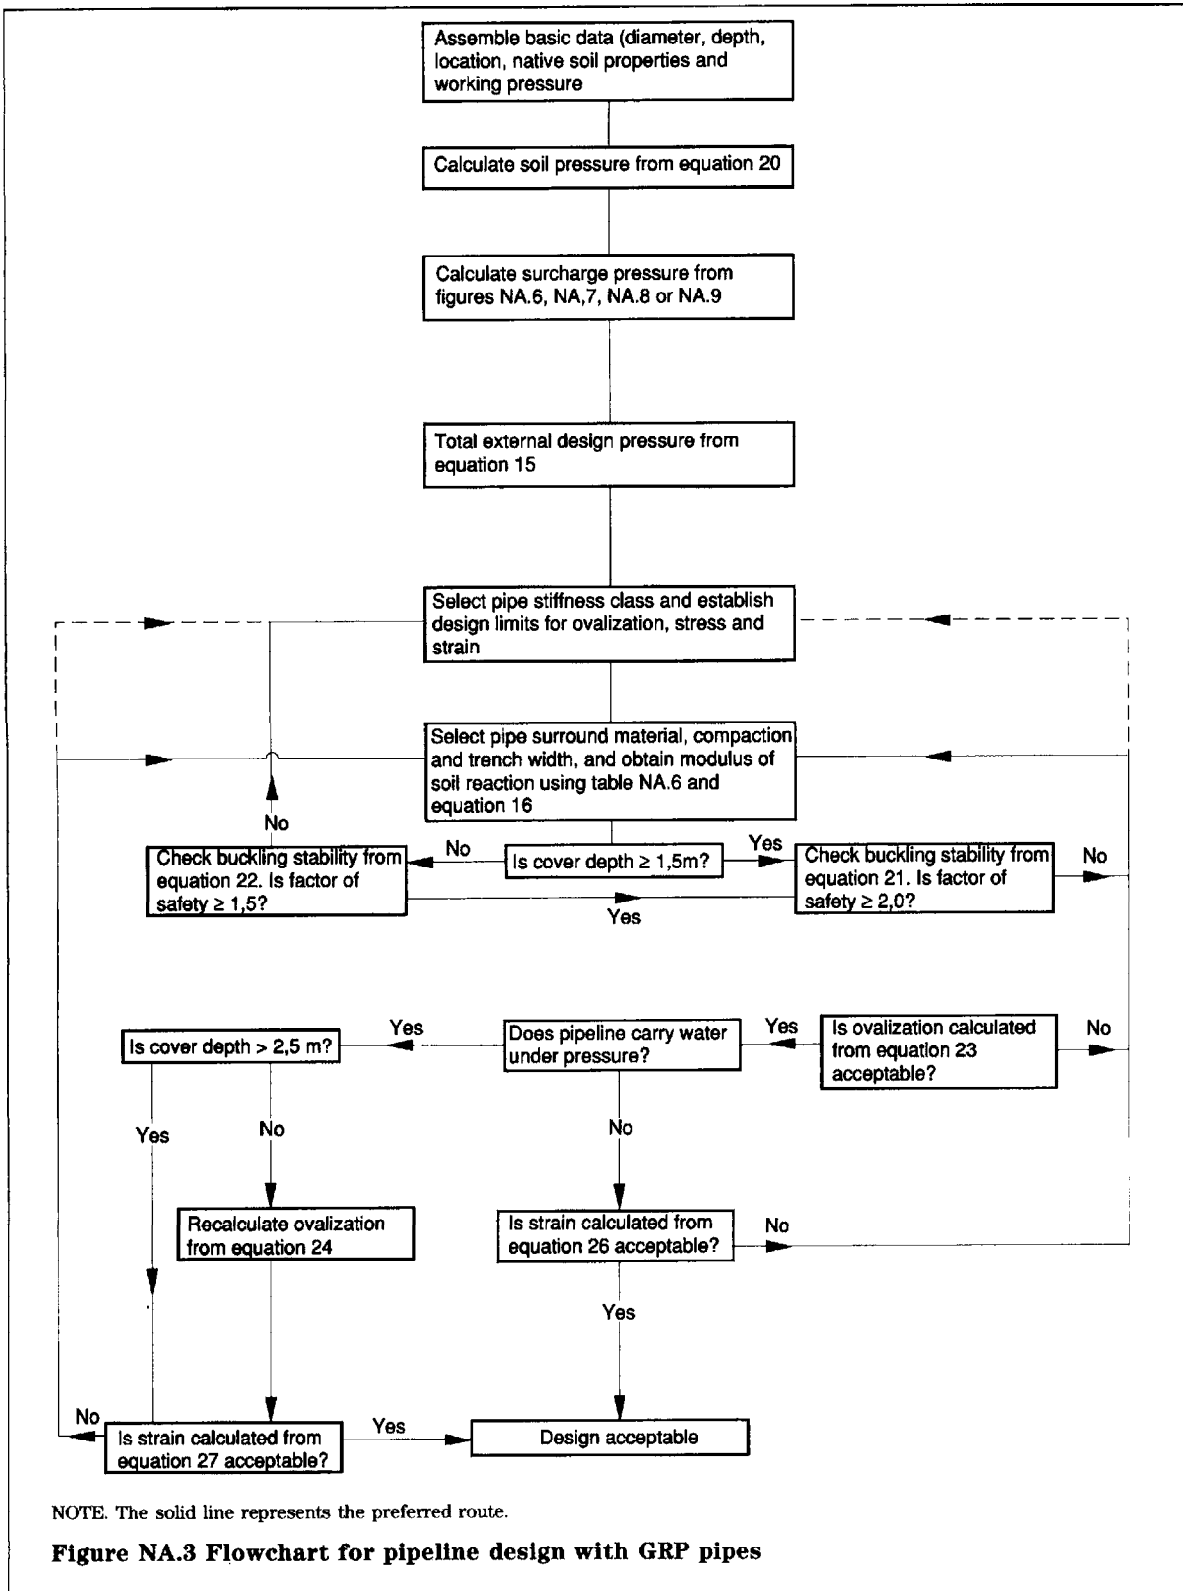 Assemble basic data (diameter, depth,
location, native soil properties and
working pressure
Calculate soil pressure from equation 20
Calculate surcharge pressure from
figures NA.6, NA,7, NA.8 or NA.9
Total external design pressure from
equation 15
Select pipe stiffness class and establish
design limits for ovalization, stress and
strain
Select pipe surround material, compaction
and trench width, and obtain modulus of
soil reaction using table NA.6 and
equation 16
No
Check buckling stability from
equation 22. Is factor of
safety ≥ 1,5?
No
Is cover depth ≥ 1,5m?
Yes
Check buckling stability from
equation 21. Is factor of
safety ≥ 2,0?
No
Yes
Is cover depth > 2,5 m?
Yes
Does pipeline carry water
under pressure?
Yes
Is ovalization calculated
from equation 23
acceptable?
No
Yes
No
No
Recalculate ovalization
from equation 24
Is strain calculated from
equation 26 acceptable?
No
Yes
No
Is strain calculated from
equation 27 acceptable?
Yes
Design acceptable
NOTE. The solid line represents the preferred route.
Figure NA.3 Flowchart for pipeline design with GRP pipes